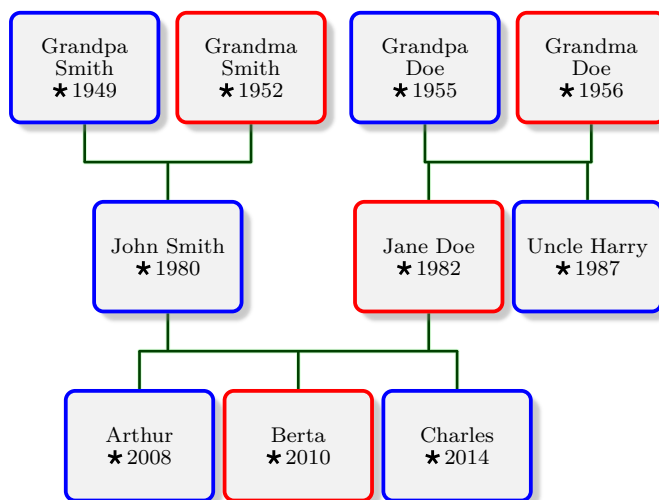 Grandpa
Smith
★1949
Grandma
Smith
★1952
Grandpa
Doe
★1955
Grandma
Doe
★1956
John Smith
★1980
Jane Doe
★1982
Uncle Harry
★1987
Arthur
★2008
Berta
★2010
Charles
★2014